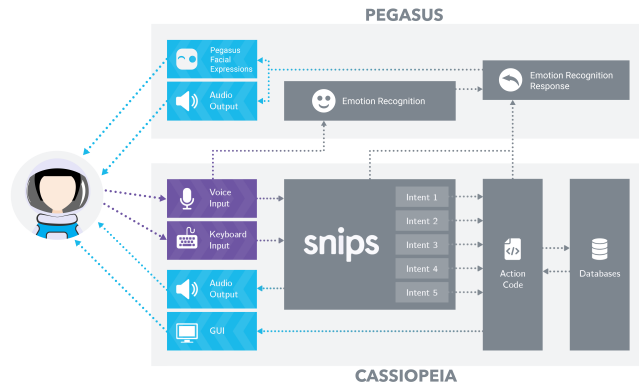 PEGASUS
Pegasus
Facial
Expressions
Audio
Output
Emotion Recognition
Emotion Recognition
Response
Voice
Input
Keyboard
Input
Audio
Output
GUI
snips
Intent 1
Intent 2
Intent 3
Intent 4
Intent 5
Action
Code
Databases
CASSIOPEIA